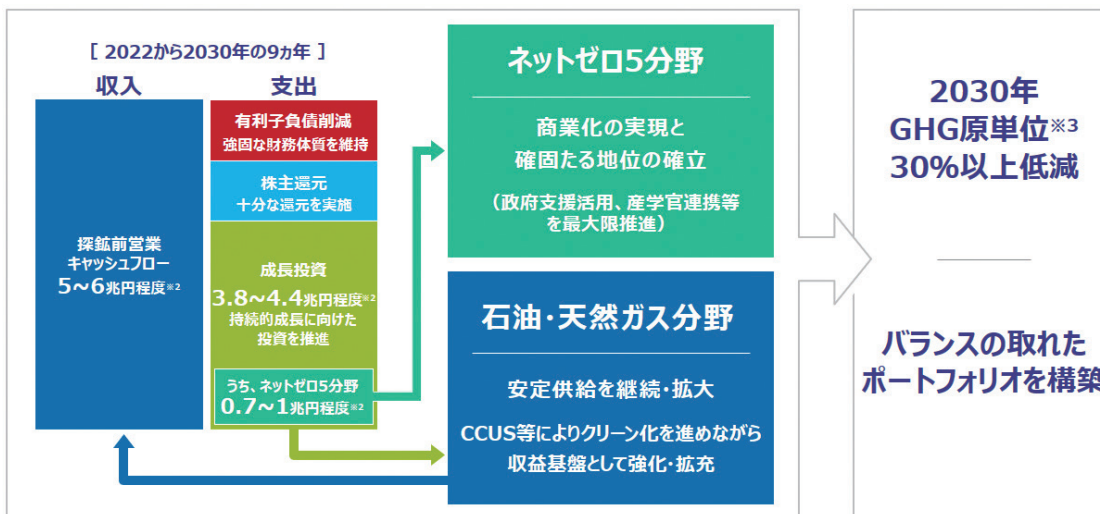 [ 2022から2030年の9ヵ年 ]
収入
支出
探鉱前営業
キャッシュフロー
5~6兆円程度※2
有利子負債削減
強固な財務体質を維持
株主還元
十分な還元を実施
成長投資
3.8~4.4兆円程度※2
持続的成長に向けた
投資を推進
うち、ネットゼロ5分野
0.7~1兆円程度※2
ネットゼロ5分野
商業化の実現と
確固たる地位の確立
(政府支援活用、産学官連携等
を最大限推進)
石油・天然ガス分野
安定供給を継続・拡大
CCUS等によりクリーン化を進めながら
収益基盤として強化・拡充
2030年
GHG原単位※3
30%以上低減
バランスの取れた
ポートフォリオを構築